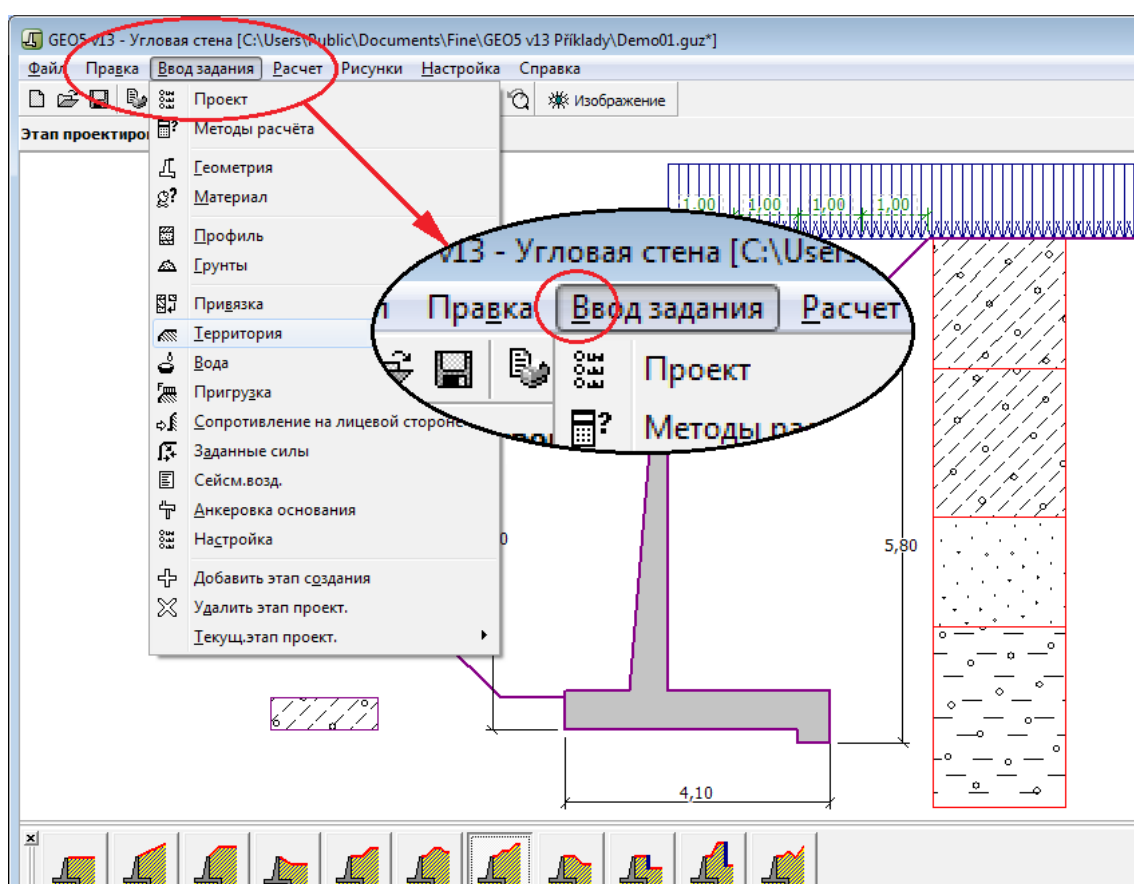 GEO5 v13 - Угловая стена [C:\Users\Public\Documents\Fine\GEO5 v13 Příklady\Demo01.guz*]
Файл Правка Ввод задания Расчет Рисунки Настройка Справка
Изображение
Этап проектиро
Проект
Методы расчёта
Геометрия
Материал
Профиль
Грунты
Привязка
Территория
Вода
Пригрузка
Сопротивление на лицевой стороне
Заданные силы
Сейсм.возд.
Анкеровка основания
Настройка
Добавить этап создания
Удалить этап проект.
Текущ.этап проект.
1,00 1,00 1,00 1,00
v13 - Угловая стена [C:\Users
Правка Ввод задания Расчет
Проект
Методы ра
0
5,80
4,10